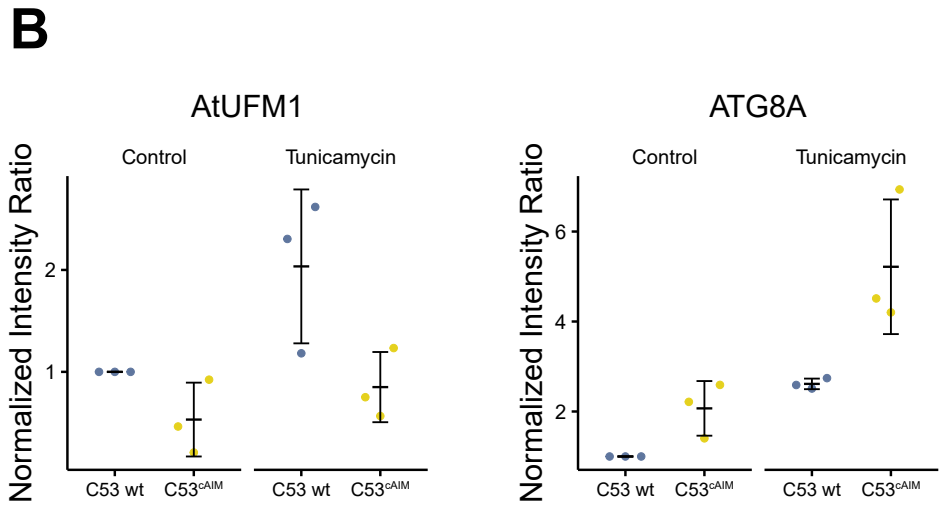 B
AtUFM1
ATG8A
Control
Tunicamycin
Control
Tunicamycin
Normalized Intensity Ratio
2
1
C53 wt
C53cAIM
C53 wt
C53cAIM
Normalized Intensity Ratio
6
4
2
C53 wt
C53cAIM
C53 wt
C53cAIM